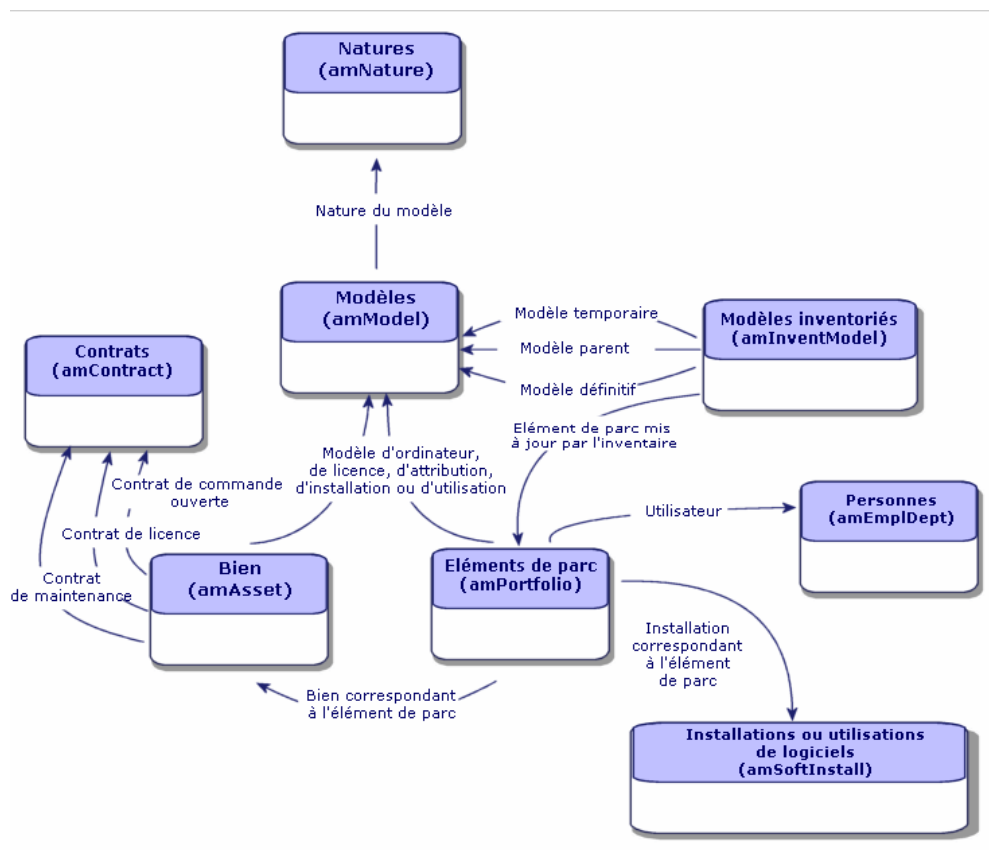 Natures
(amNature)
Nature du modèle
Modèles
(amModel)
Modèle temporaire
Modèle parent
Modèle définitif
Modèles inventoriés
(amInventModel)
Contrats
(amContract)
Elément de parc mis
à jour par l'inventaire
Modèle d'ordinateur,
de licence, d'attribution,
d'installation ou d'utilisation
Contrat de commande
ouverte
Contrat de licence
Contrat
de maintenance
Bien
(amAsset)
Eléments de parc
(amPortfolio)
Utilisateur
Personnes
(amEmplDept)
Installation
correspondant
à l'élément
de parc
Bien correspondant
à l'élément de parc
Installations ou utilisations
de logiciels
(amSoftInstall)